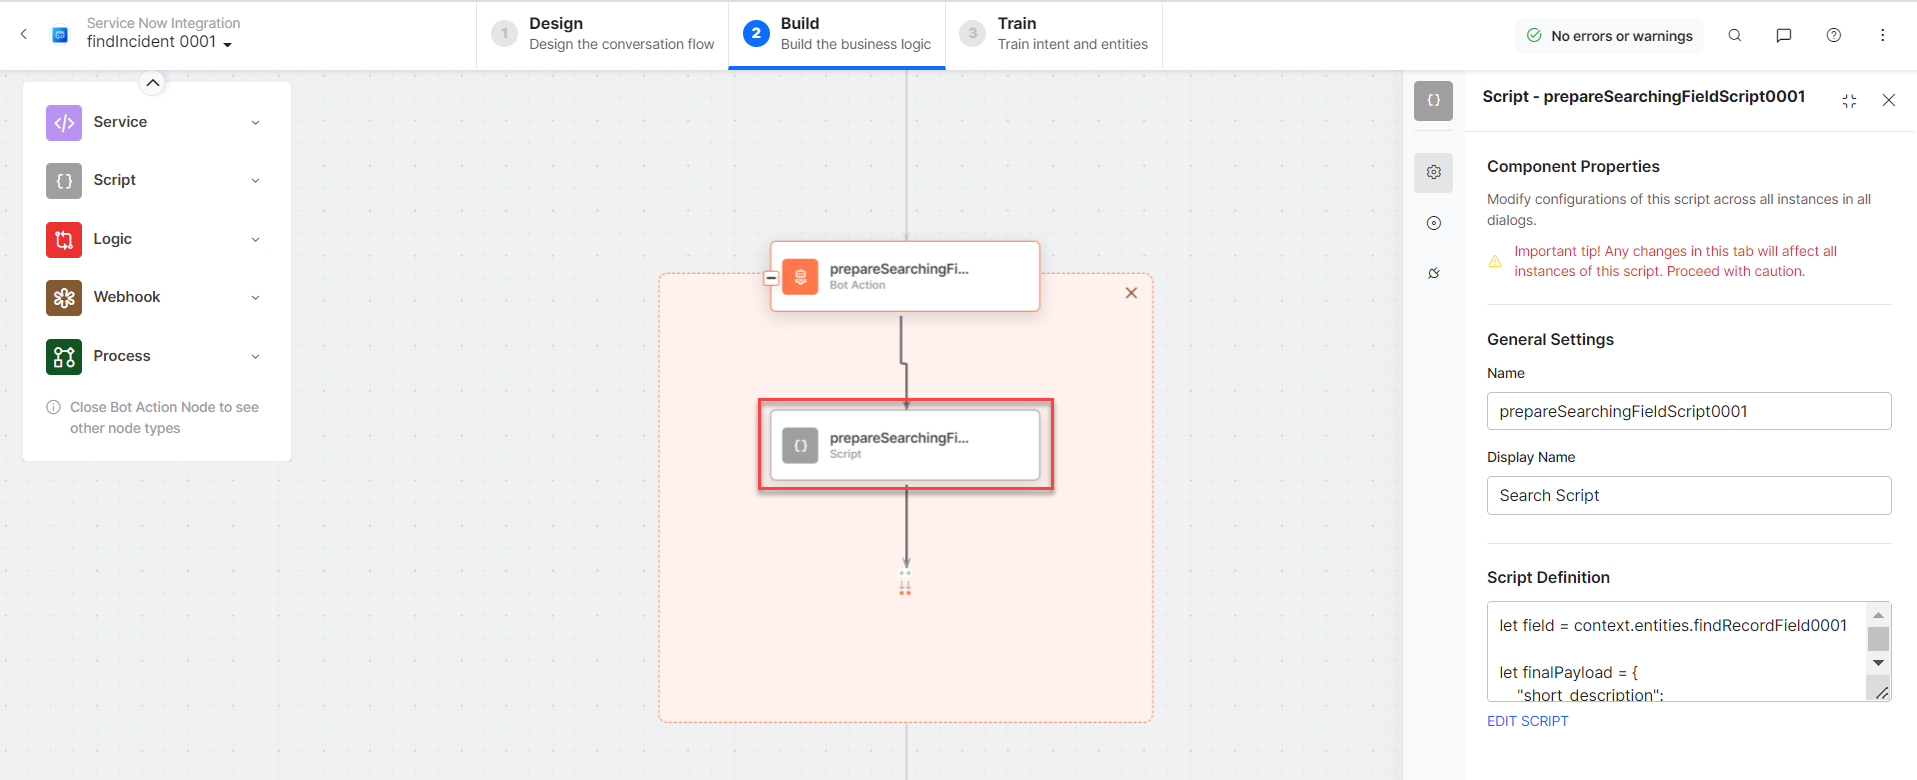 Service Now Integration
findIncident 0001
1
Design
Design the conversation flow
2
Build
Build the business logic
3
Train
Train intent and entities
No errors or warnings
Service
Script
Logic
Webhook
Process
Close Bot Action Node to see
other node types
prepareSearchingFi...
Bot Action
prepareSearchingFi...
Script
Script - prepareSearchingFieldScript0001
Component Properties
Modify configurations of this script across all instances in all
dialogs.
Important tip! Any changes in this tab will affect all
instances of this script. Proceed with caution.
General Settings
Name
prepareSearchingFieldScript0001
Display Name
Search Script
Script Definition
let field = context.entities.findRecordField0001
let finalPayload = {
"short_description":
EDIT SCRIPT